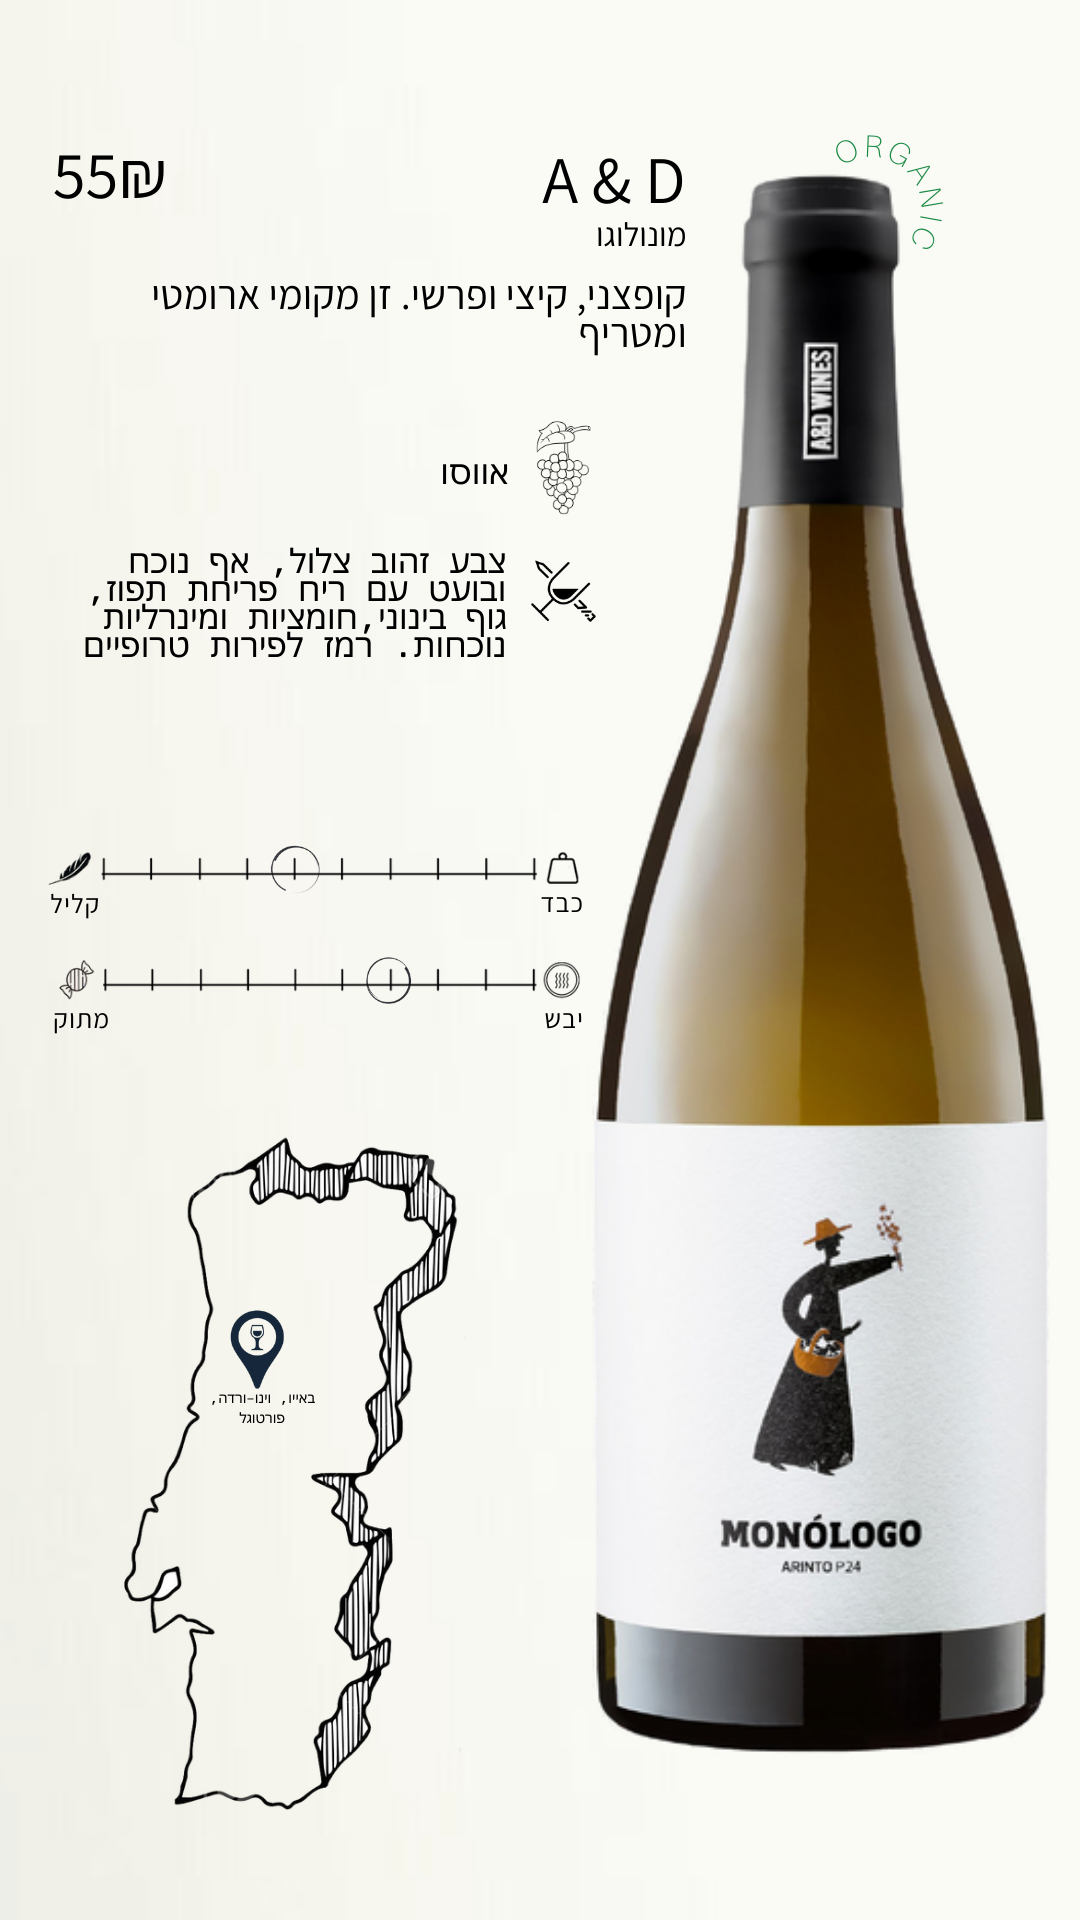 ORGANIC
A & D
55₪
מונולוגו
קופצני, קיצי ופרשי. זן מקומי ארומטי
ומטריף
אווסו
צבע זהוב צלול, אף נוכח
ובועט עם ריח פריחת תפוז,
גוף בינוני,חומציות ומינרליות
נוכחות. רמז לפירות טרופיים
קליל
כבד
מתוק
יבש
באייו, וינו-ורדה,
פורטוגל
A&D WINES
MONÓLOGO
ARINTO P24